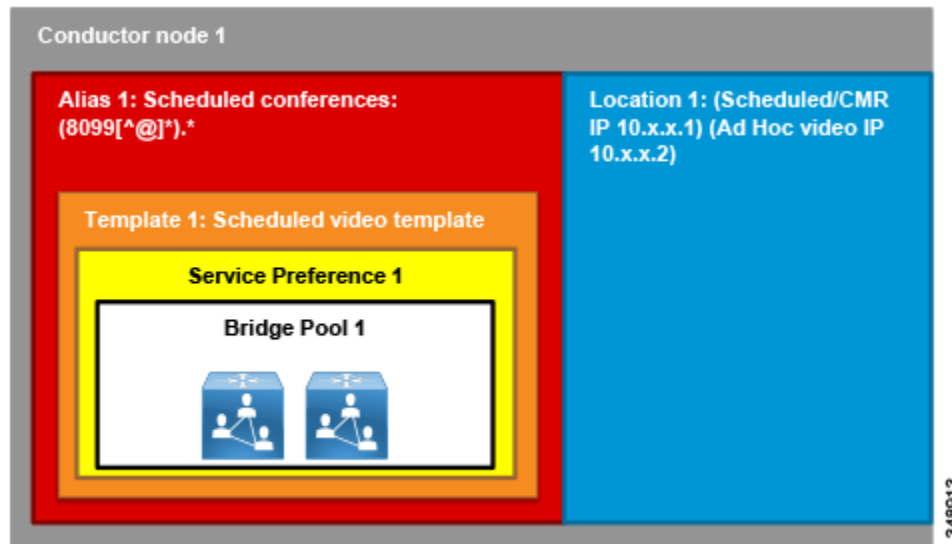 Conductor node 1
Alias 1: Scheduled conferences:
(8099[^@]*).*
Location 1: (Scheduled/CMR
IP 10.x.x.1) (Ad Hoc video IP
10.x.x.2)
Template 1: Scheduled video template
Service Preference 1
Bridge Pool 1